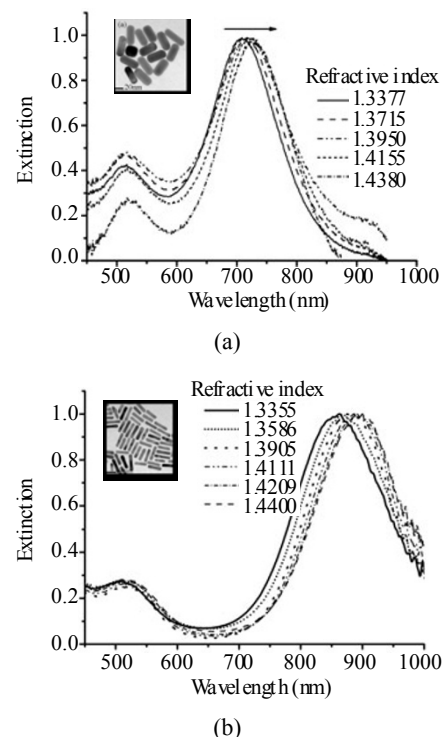 (a)
20nm
Refractive index
1.3377
1.3715
1.3950
1.4155
1.4380
1.0
0.8
0.6
0.4
0.2
0.0
Extinction
500 600 700 800 900 1000
Wavelength (nm)
(a)
Refractive index
1.3355
1.3586
1.3905
1.4111
1.4209
1.4400
1.0
0.8
0.6
0.4
0.2
0.0
Extinction
500 600 700 800 900 1000
Wavelength (nm)
(b)